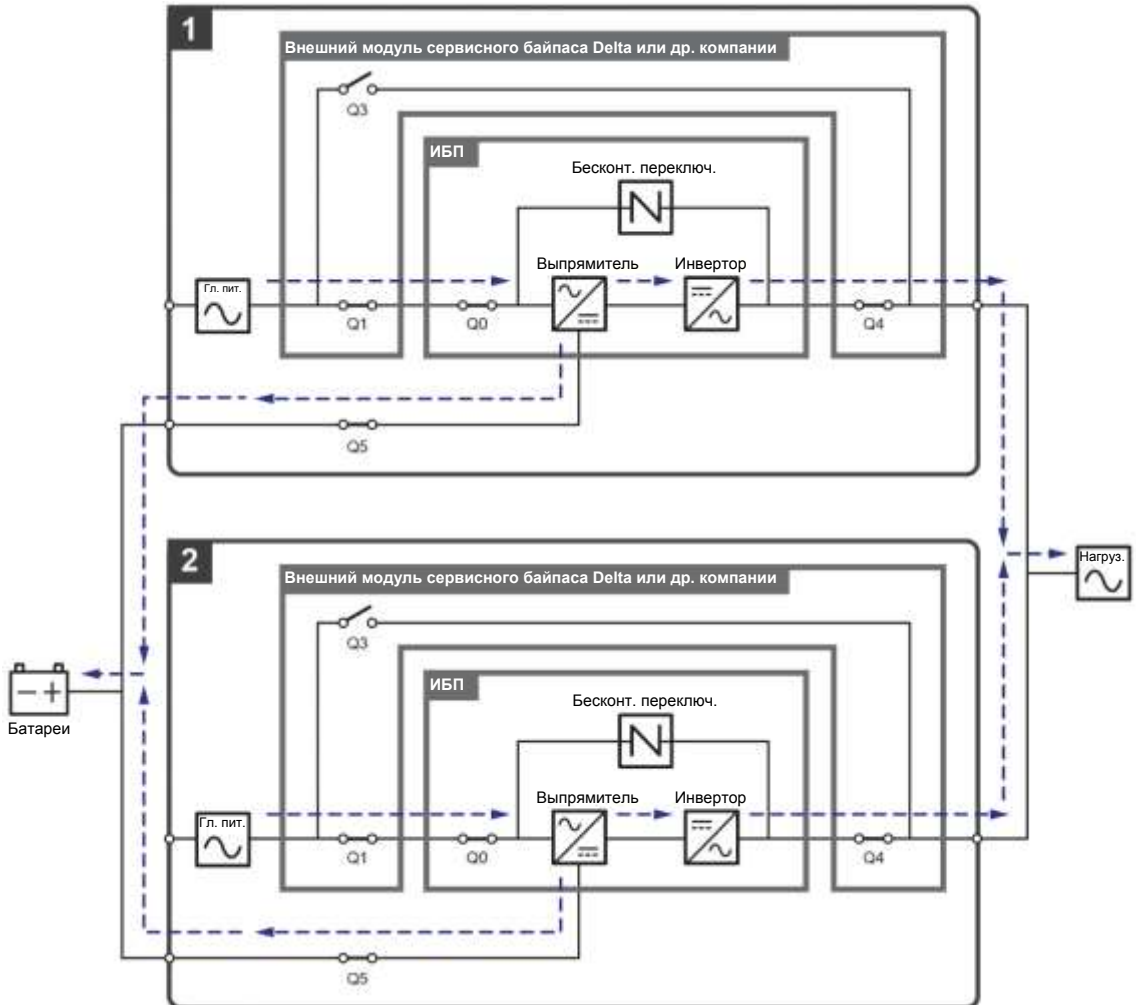 1
Внешний модуль сервисного байпаса Delta или др. компании
Q3
ИБП
Бесконт. переключ.
Выпрямитель
Инвертор
Гл. пит.
Q1
Q0
Q4
Q5
2
Внешний модуль сервисного байпаса Delta или др. компании
Нагруз.
Q3
ИБП
Бесконт. переключ.
Батареи
Выпрямитель
Инвертор
Гл. пит.
Q1
Q0
Q4
Q5